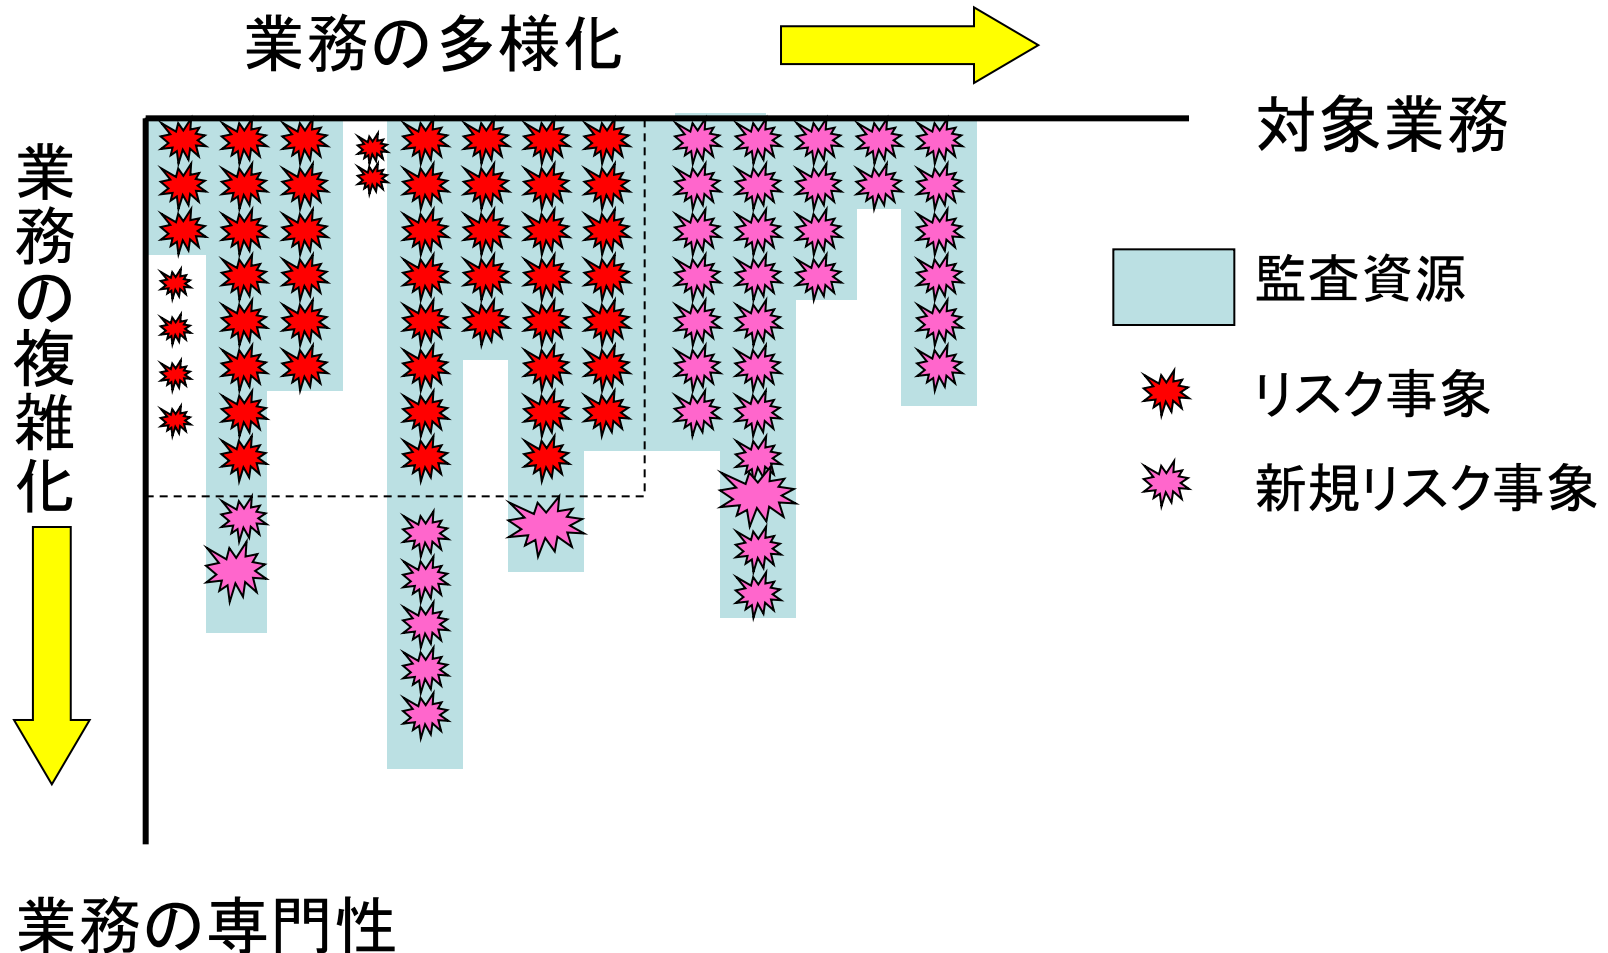 業務の多様化
対象業務
業務の複雑化
監査資源
リスク事象
新規リスク事象
業務の専門性